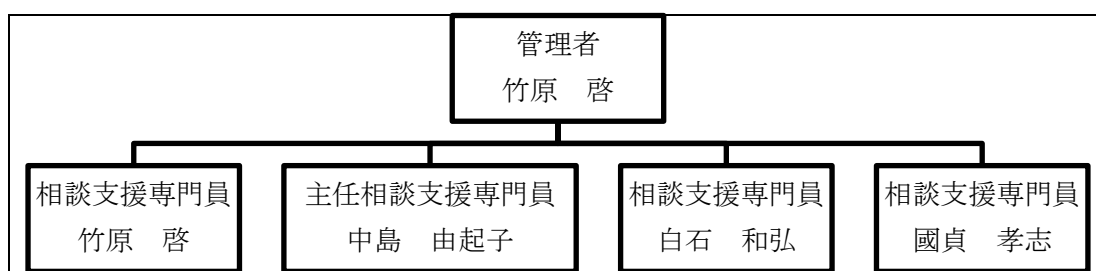 管理者
竹原　啓
相談支援専門員
竹原　啓
主任相談支援専門員
中島　由起子
相談支援専門員
白石　和弘
相談支援専門員
國貞　孝志